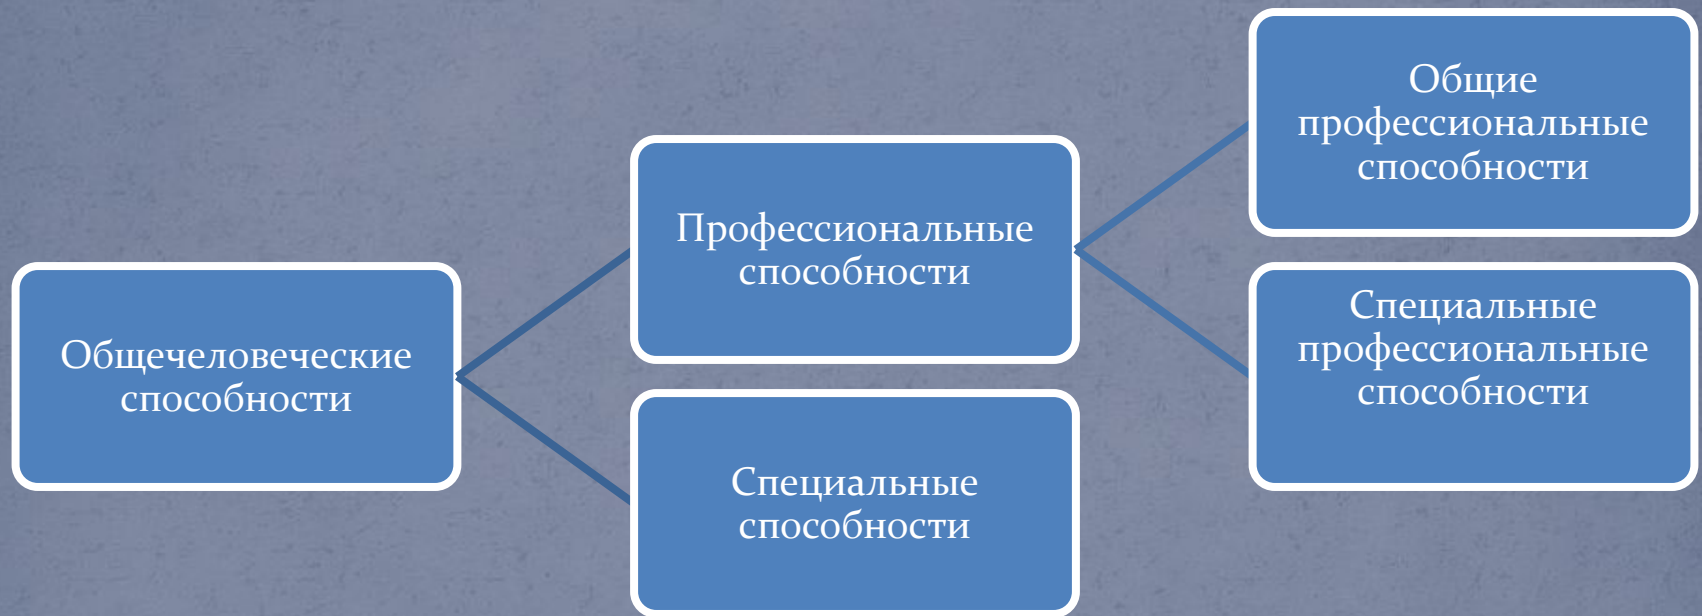 Общечеловеческие
способности
Профессиональные
способности
Специальные
способности
Общие
профессиональные
способности
Специальные
профессиональные
способности